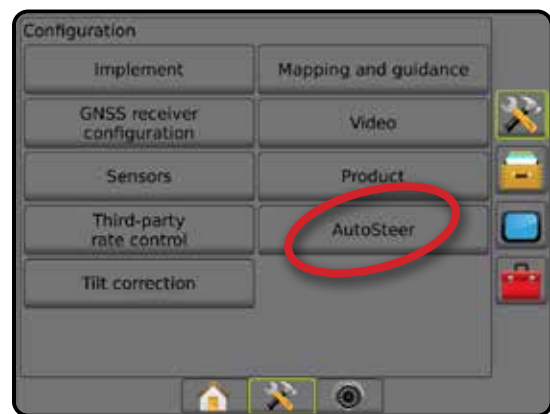 Configuration
Implement
Mapping and guidance
GNSS receiver
configuration
Video
Sensors
Product
Third-party
rate control
AutoSteer
Tilt correction